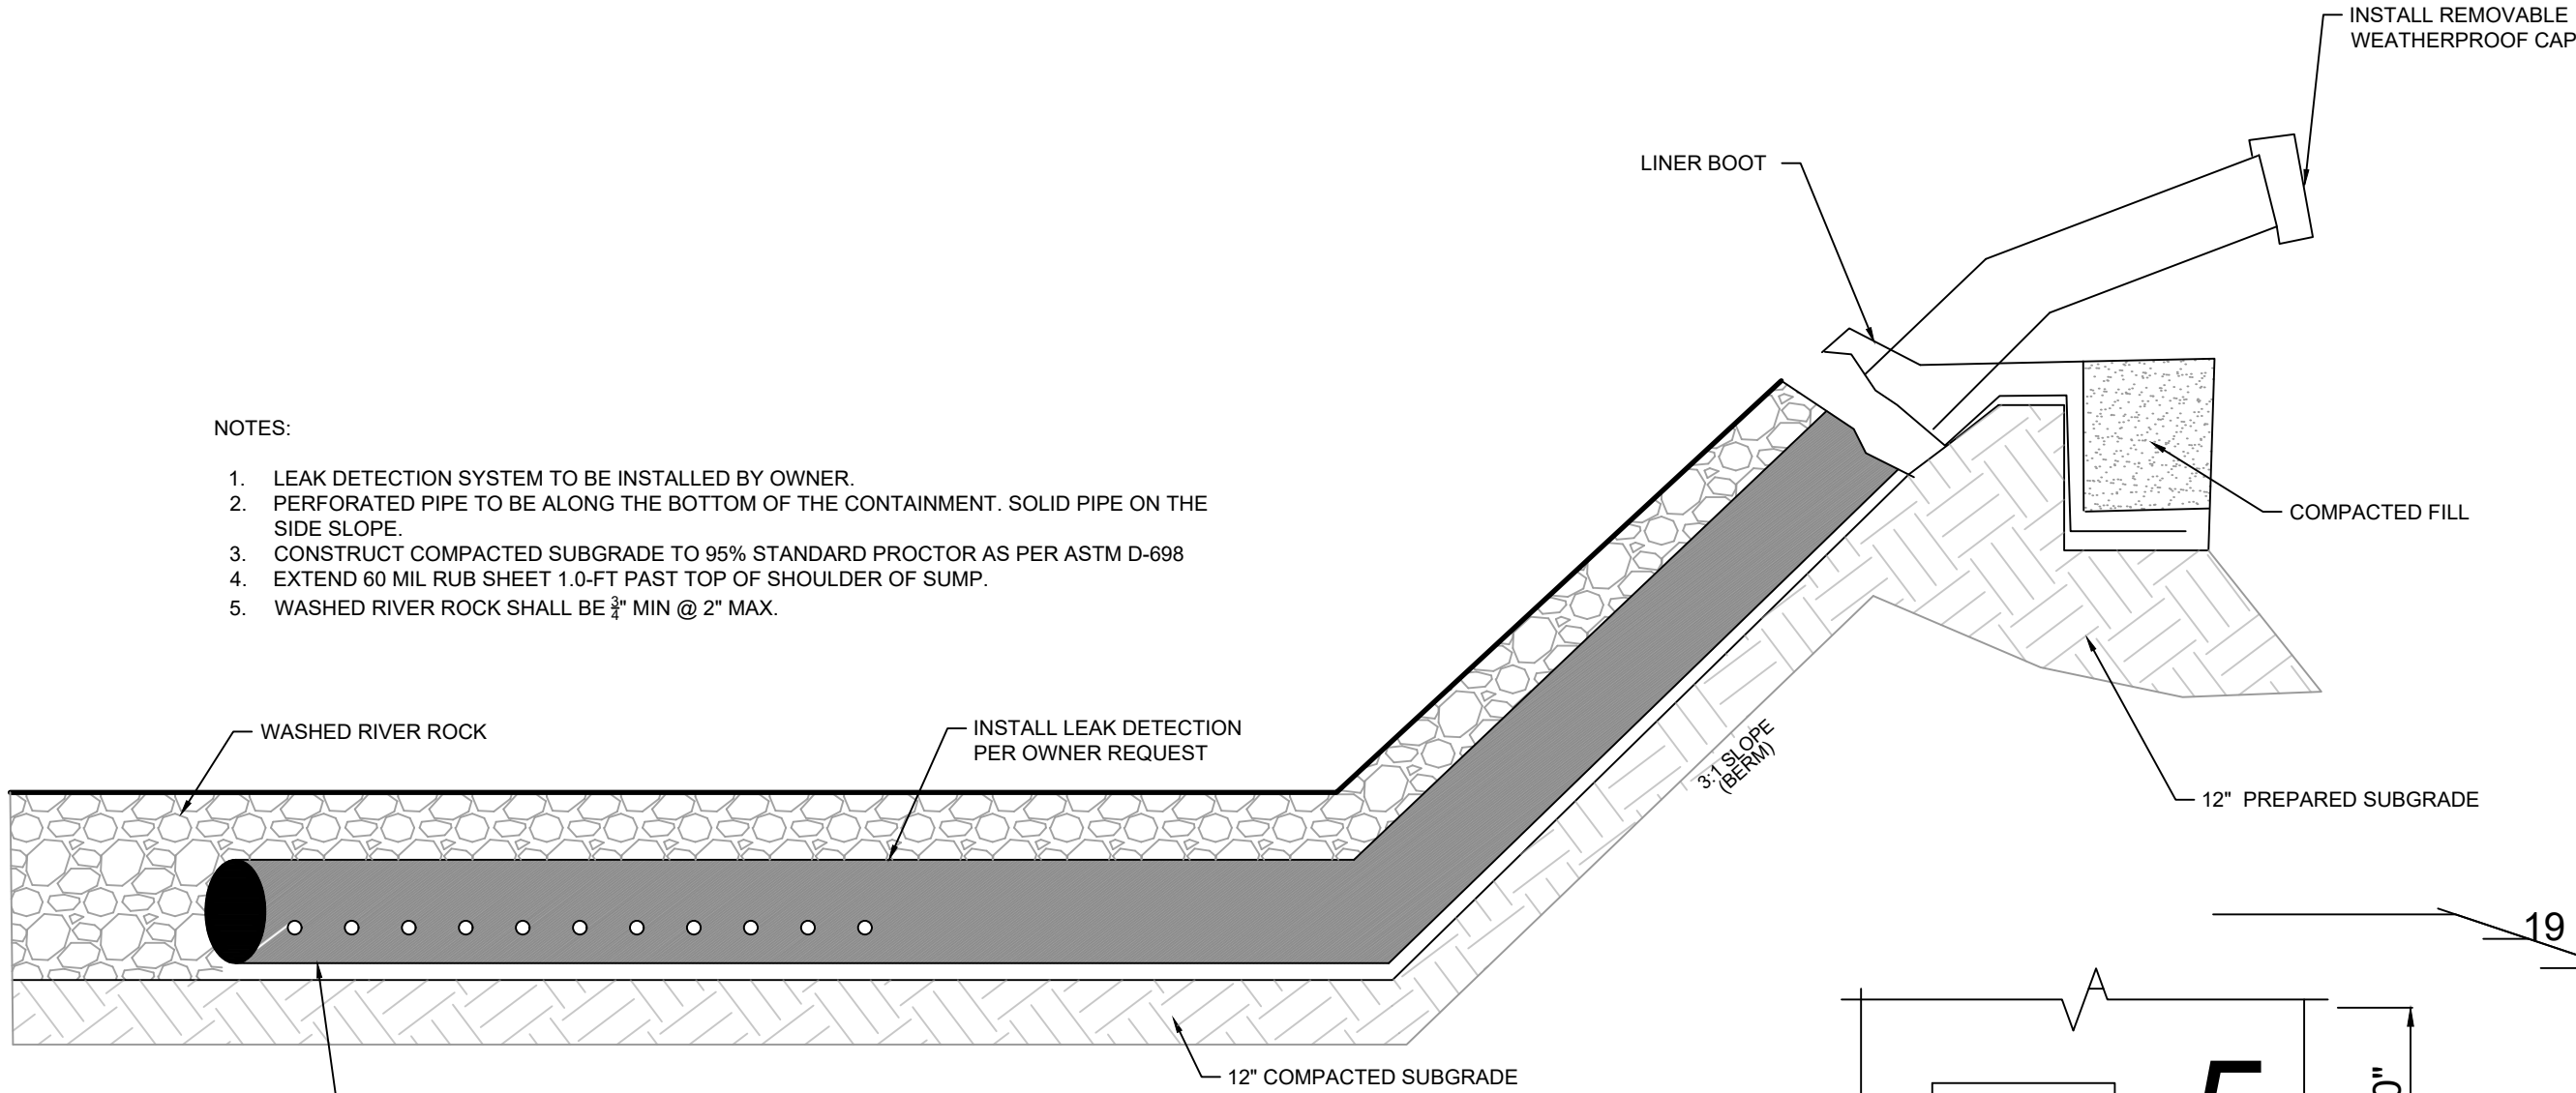 INSTALL REMOVABLE
WEATHERPROOF CAP
LINER BOOT
NOTES:
1. LEAK DETECTION SYSTEM TO BE INSTALLED BY OWNER.
2. PERFORATED PIPE TO BE ALONG THE BOTTOM OF THE CONTAINMENT. SOLID PIPE ON THE
SIDE SLOPE.
3. CONSTRUCT COMPACTED SUBGRADE TO 95% STANDARD PROCTOR AS PER ASTM D-698
4. EXTEND 60 MIL RUB SHEET 1.0-FT PAST TOP OF SHOULDER OF SUMP.
5. WASHED RIVER ROCK SHALL BE 3/4" MIN @ 2" MAX.
COMPACTED FILL
WASHED RIVER ROCK
INSTALL LEAK DETECTION
PER OWNER REQUEST
3:1 SLOPE
(BERM)
12" PREPARED SUBGRADE
19
12" COMPACTED SUBGRADE